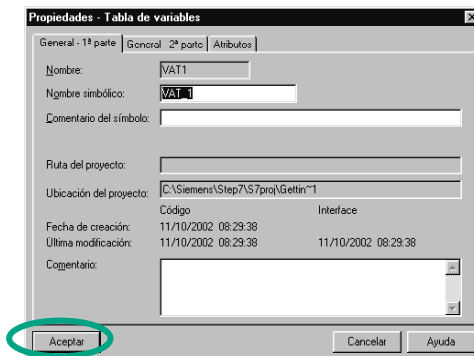 Propiedades - Tabla de variables
General - 1ª parte General 2ª parte Atributos
Nombre: VAT1
Nombre simbólico: VAT_1
Comentario del símbolo:
Ruta del proyecto:
Ubicación del proyecto: C:\Siemens\Step7\S7proj\Gettin~1
Código Interface
Fecha de creación: 11/10/2002 08:29:38
Última modificación: 11/10/2002 08:29:38 11/10/2002 08:29:38
Comentario:
Aceptar Cancelar Ayuda